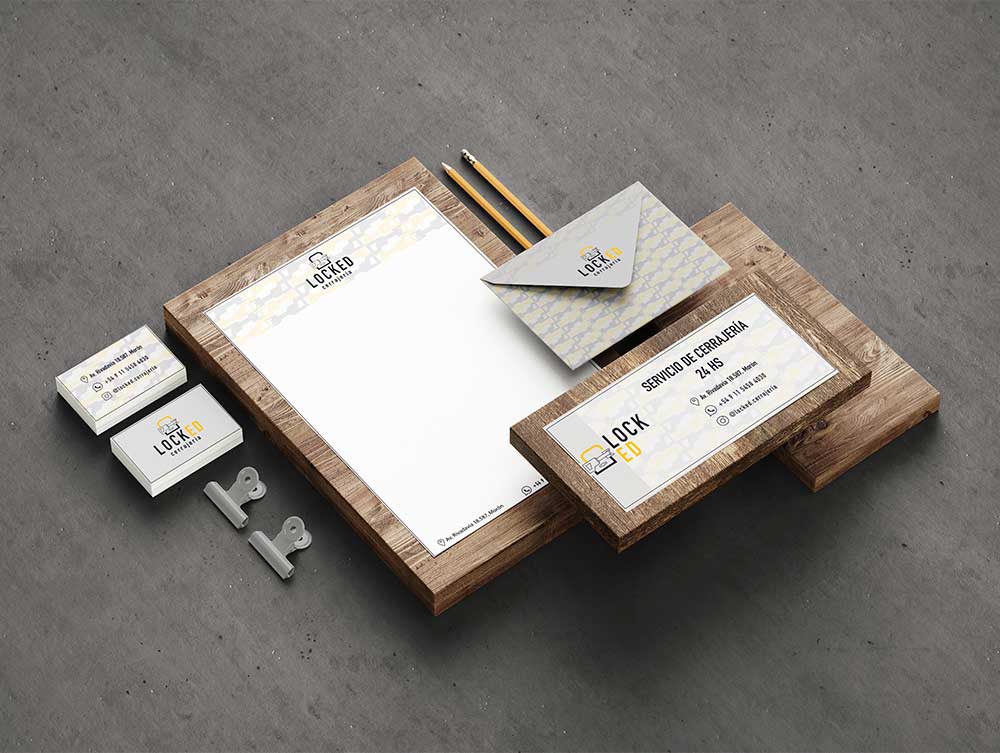 LOCKED
cerrajería
Av. Rivadavia 18.587, Morón
+54 9
Av. Rivadavia 18.587, Morón
+54 9 11 5458 4038
@locked.cerrajeria
LOCKED
cerrajería
LOCKED
cerrajería
SERVICIO DE CERRAJERÍA
24 HS
Av. Rivadavia 18.587, Morón
+54 9 11 5458 4038
@locked.cerrajeria
LOCK
ED